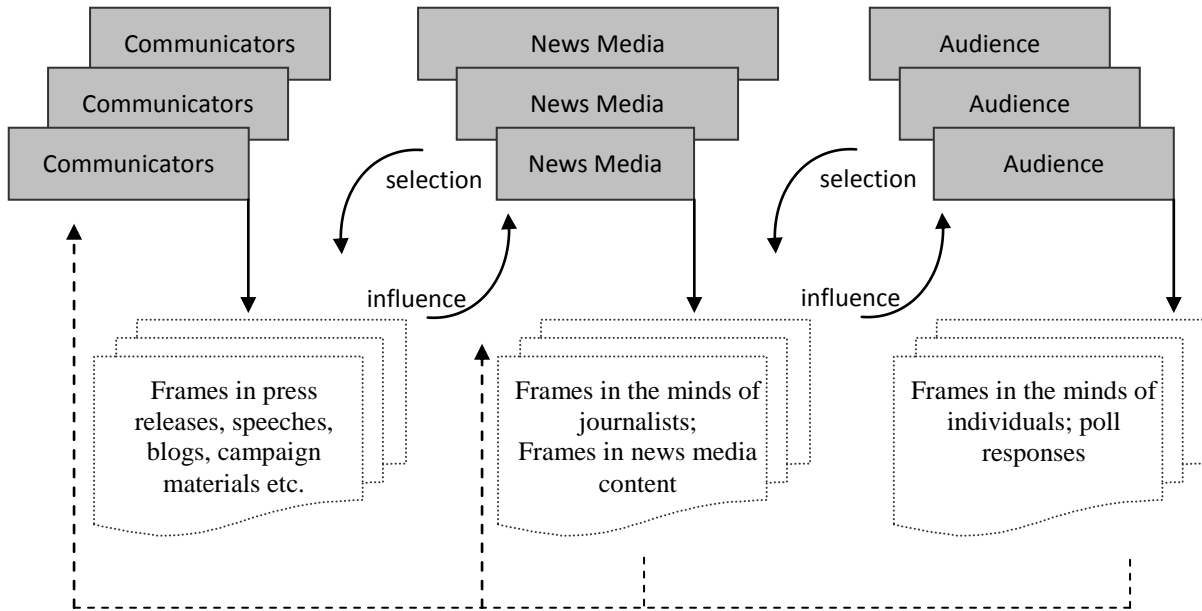 Communicators
News Media
Audience
Communicators
News Media
Audience
Communicators
News Media
Audience
selection
selection
influence
influence
Frames in press
releases, speeches,
blogs, campaign
materials etc.
Frames in the minds of
journalists;
Frames in news media
content
Frames in the minds of
individuals; poll
responses